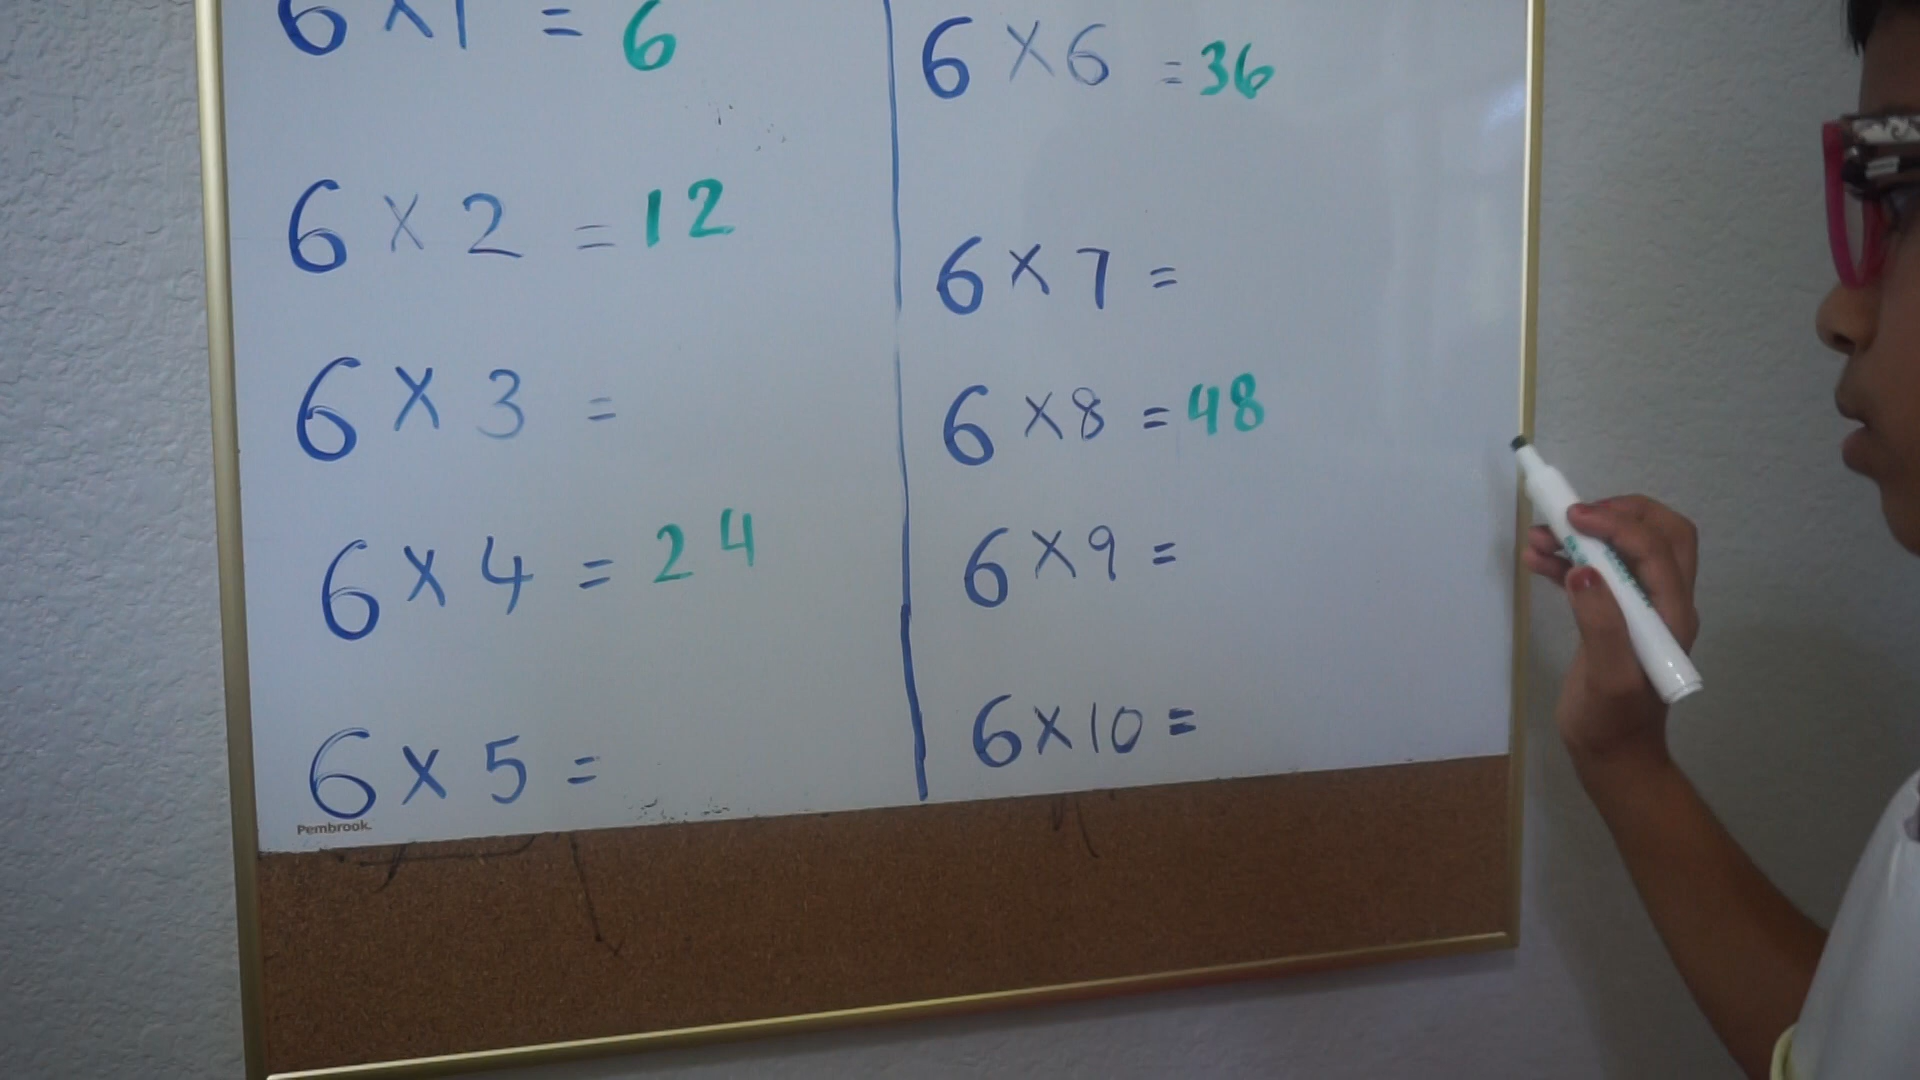 6 x 1 = 6
6 x 2 = 12
6 x 3 =
6 x 4 = 24
6 x 5 =
Pembrook
6 x 6 = 36
6 x 7 =
6 x 8 = 48
6 x 9 =
6 x 10 =